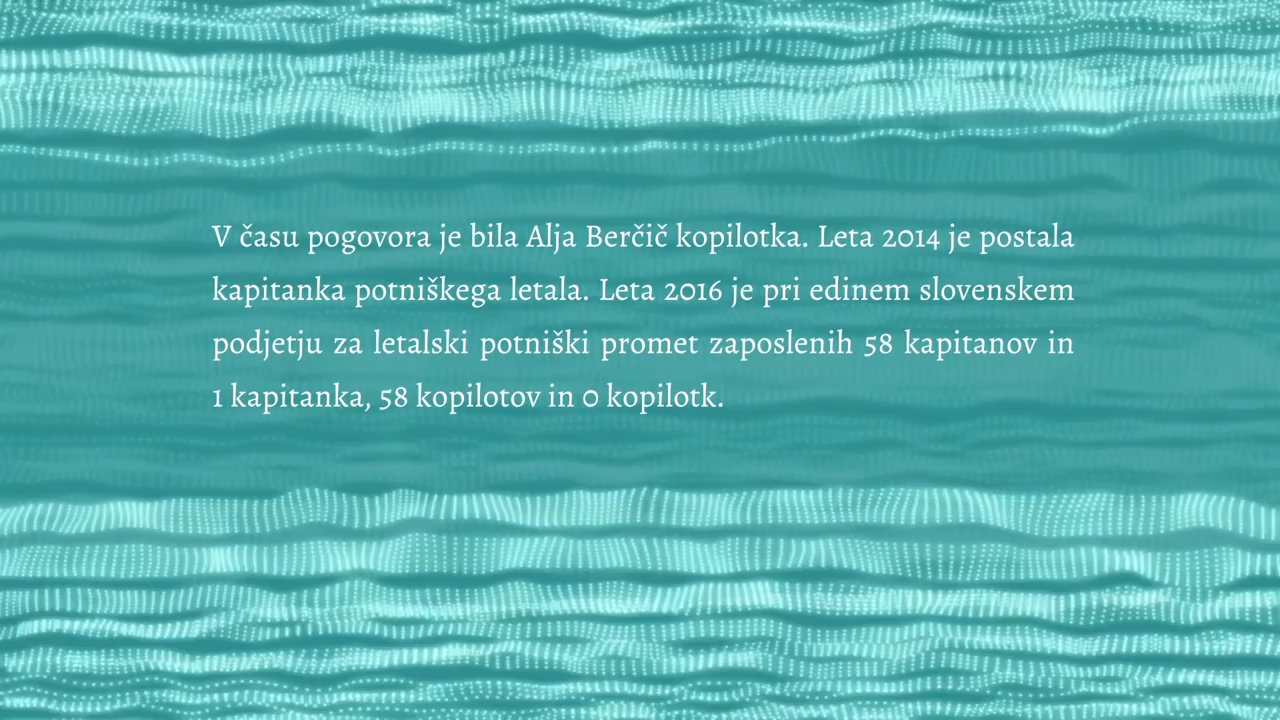 V času pogovora je bila Alja Berčič kopilotka. Leta 2014 je postala
kapitanka potniškega letala. Leta 2016 je pri edinem slovenskem
podjetju za letalski potniški promet zaposlenih 58 kapitanov in
1 kapitanka, 58 kopilotov in 0 kopilotk.